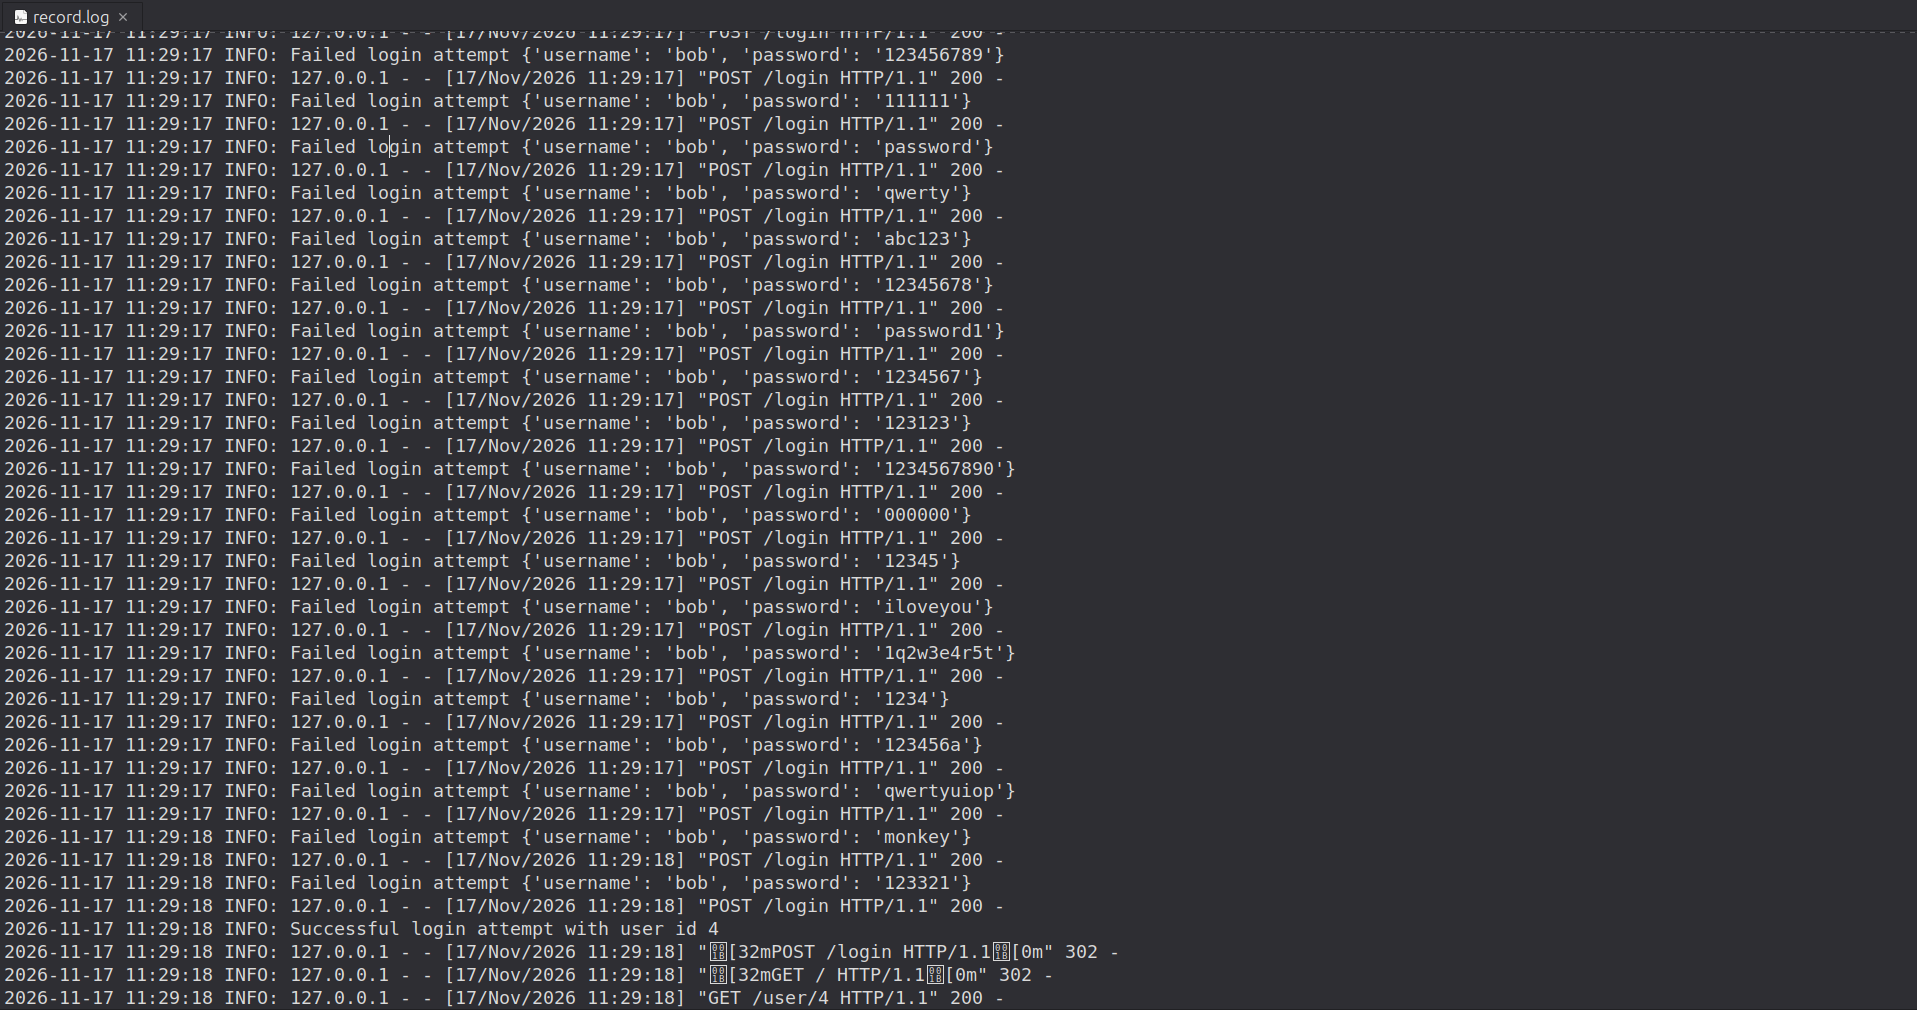 record.log ×
2026-11-17 11:29:17 INFO: 127.0.0.1 - - [17/Nov/2026 11:29:17] "POST /login HTTP/1.1" 200 -
2026-11-17 11:29:17 INFO: Failed login attempt {'username': 'bob', 'password': '123456789'}
2026-11-17 11:29:17 INFO: 127.0.0.1 - - [17/Nov/2026 11:29:17] "POST /login HTTP/1.1" 200 -
2026-11-17 11:29:17 INFO: Failed login attempt {'username': 'bob', 'password': '111111'}
2026-11-17 11:29:17 INFO: 127.0.0.1 - - [17/Nov/2026 11:29:17] "POST /login HTTP/1.1" 200 -
2026-11-17 11:29:17 INFO: Failed login attempt {'username': 'bob', 'password': 'password'}
2026-11-17 11:29:17 INFO: 127.0.0.1 - - [17/Nov/2026 11:29:17] "POST /login HTTP/1.1" 200 -
2026-11-17 11:29:17 INFO: Failed login attempt {'username': 'bob', 'password': 'qwerty'}
2026-11-17 11:29:17 INFO: 127.0.0.1 - - [17/Nov/2026 11:29:17] "POST /login HTTP/1.1" 200 -
2026-11-17 11:29:17 INFO: Failed login attempt {'username': 'bob', 'password': 'abc123'}
2026-11-17 11:29:17 INFO: 127.0.0.1 - - [17/Nov/2026 11:29:17] "POST /login HTTP/1.1" 200 -
2026-11-17 11:29:17 INFO: Failed login attempt {'username': 'bob', 'password': '12345678'}
2026-11-17 11:29:17 INFO: 127.0.0.1 - - [17/Nov/2026 11:29:17] "POST /login HTTP/1.1" 200 -
2026-11-17 11:29:17 INFO: Failed login attempt {'username': 'bob', 'password': 'password1'}
2026-11-17 11:29:17 INFO: 127.0.0.1 - - [17/Nov/2026 11:29:17] "POST /login HTTP/1.1" 200 -
2026-11-17 11:29:17 INFO: Failed login attempt {'username': 'bob', 'password': '1234567'}
2026-11-17 11:29:17 INFO: 127.0.0.1 - - [17/Nov/2026 11:29:17] "POST /login HTTP/1.1" 200 -
2026-11-17 11:29:17 INFO: Failed login attempt {'username': 'bob', 'password': '123123'}
2026-11-17 11:29:17 INFO: 127.0.0.1 - - [17/Nov/2026 11:29:17] "POST /login HTTP/1.1" 200 -
2026-11-17 11:29:17 INFO: Failed login attempt {'username': 'bob', 'password': '1234567890'}
2026-11-17 11:29:17 INFO: 127.0.0.1 - - [17/Nov/2026 11:29:17] "POST /login HTTP/1.1" 200 -
2026-11-17 11:29:17 INFO: Failed login attempt {'username': 'bob', 'password': '000000'}
2026-11-17 11:29:17 INFO: 127.0.0.1 - - [17/Nov/2026 11:29:17] "POST /login HTTP/1.1" 200 -
2026-11-17 11:29:17 INFO: Failed login attempt {'username': 'bob', 'password': '12345'}
2026-11-17 11:29:17 INFO: 127.0.0.1 - - [17/Nov/2026 11:29:17] "POST /login HTTP/1.1" 200 -
2026-11-17 11:29:17 INFO: Failed login attempt {'username': 'bob', 'password': 'iloveyou'}
2026-11-17 11:29:17 INFO: 127.0.0.1 - - [17/Nov/2026 11:29:17] "POST /login HTTP/1.1" 200 -
2026-11-17 11:29:17 INFO: Failed login attempt {'username': 'bob', 'password': '1q2w3e4r5t'}
2026-11-17 11:29:17 INFO: 127.0.0.1 - - [17/Nov/2026 11:29:17] "POST /login HTTP/1.1" 200 -
2026-11-17 11:29:17 INFO: Failed login attempt {'username': 'bob', 'password': '1234'}
2026-11-17 11:29:17 INFO: 127.0.0.1 - - [17/Nov/2026 11:29:17] "POST /login HTTP/1.1" 200 -
2026-11-17 11:29:17 INFO: Failed login attempt {'username': 'bob', 'password': '123456a'}
2026-11-17 11:29:17 INFO: 127.0.0.1 - - [17/Nov/2026 11:29:17] "POST /login HTTP/1.1" 200 -
2026-11-17 11:29:17 INFO: Failed login attempt {'username': 'bob', 'password': 'qwertyuiop'}
2026-11-17 11:29:17 INFO: 127.0.0.1 - - [17/Nov/2026 11:29:17] "POST /login HTTP/1.1" 200 -
2026-11-17 11:29:18 INFO: Failed login attempt {'username': 'bob', 'password': 'monkey'}
2026-11-17 11:29:18 INFO: 127.0.0.1 - - [17/Nov/2026 11:29:18] "POST /login HTTP/1.1" 200 -
2026-11-17 11:29:18 INFO: Failed login attempt {'username': 'bob', 'password': '123321'}
2026-11-17 11:29:18 INFO: 127.0.0.1 - - [17/Nov/2026 11:29:18] "POST /login HTTP/1.1" 200 -
2026-11-17 11:29:18 INFO: Successful login attempt with user id 4
2026-11-17 11:29:18 INFO: 127.0.0.1 - - [17/Nov/2026 11:29:18] "001B[32mPOST /login HTTP/1.1001B[0m" 302 -
2026-11-17 11:29:18 INFO: 127.0.0.1 - - [17/Nov/2026 11:29:18] "001B[32mGET / HTTP/1.1001B[0m" 302 -
2026-11-17 11:29:18 INFO: 127.0.0.1 - - [17/Nov/2026 11:29:18] "GET /user/4 HTTP/1.1" 200 -